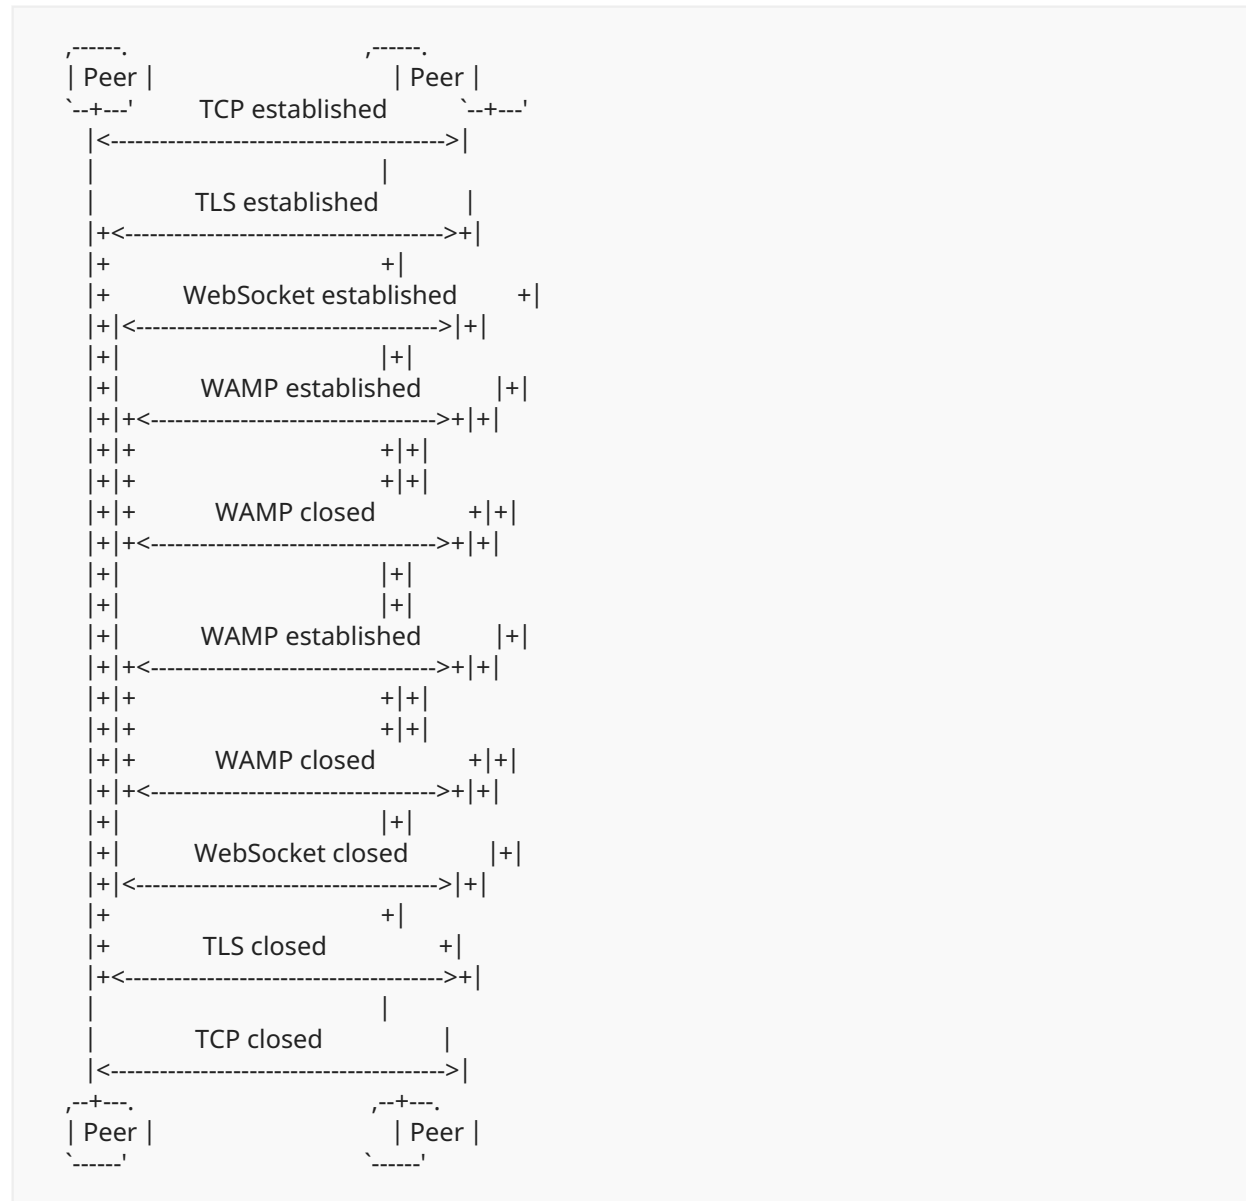 ,------.                                    ,------.
| Peer |                                    | Peer |
`--+---'          TCP established           `--+---'
|<----------------------------------------->|
|                                           |
|               TLS established             |
|+<--------------------------------------->+|
|+                                         +|
|+           WebSocket established         +|
|+|<------------------------------------->|+|
|+|                                       |+|
|+|            WAMP established           |+|
|+|+<----------------------------------->+|+|
|+|+                                     +|+|
|+|+                                     +|+|
|+|+             WAMP closed             +|+|
|+|+<----------------------------------->+|+|
|+|                                       |+|
|+|                                       |+|
|+|            WAMP established           |+|
|+|+<----------------------------------->+|+|
|+|+                                     +|+|
|+|+                                     +|+|
|+|+             WAMP closed             +|+|
|+|+<----------------------------------->+|+|
|+|                                       |+|
|+|            WebSocket closed           |+|
|+|<------------------------------------->|+|
|+                                         +|
|+                TLS closed               +|
|+<--------------------------------------->+|
|                                           |
|                 TCP closed                |
|<----------------------------------------->|
,--+---.                                    ,--+---.
| Peer |                                    | Peer |
`------'                                    `------'